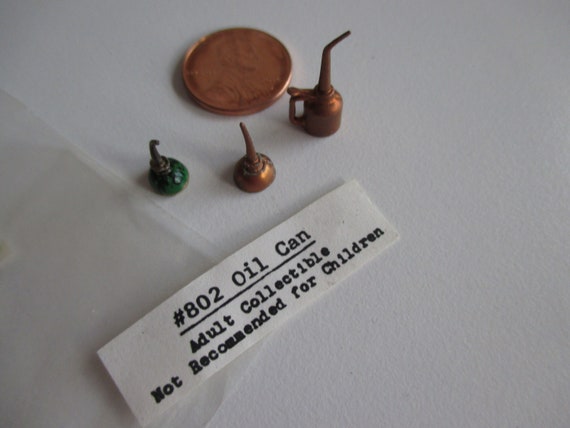 #802 Oil Can
Adult Collectible
Not Recommended for Children